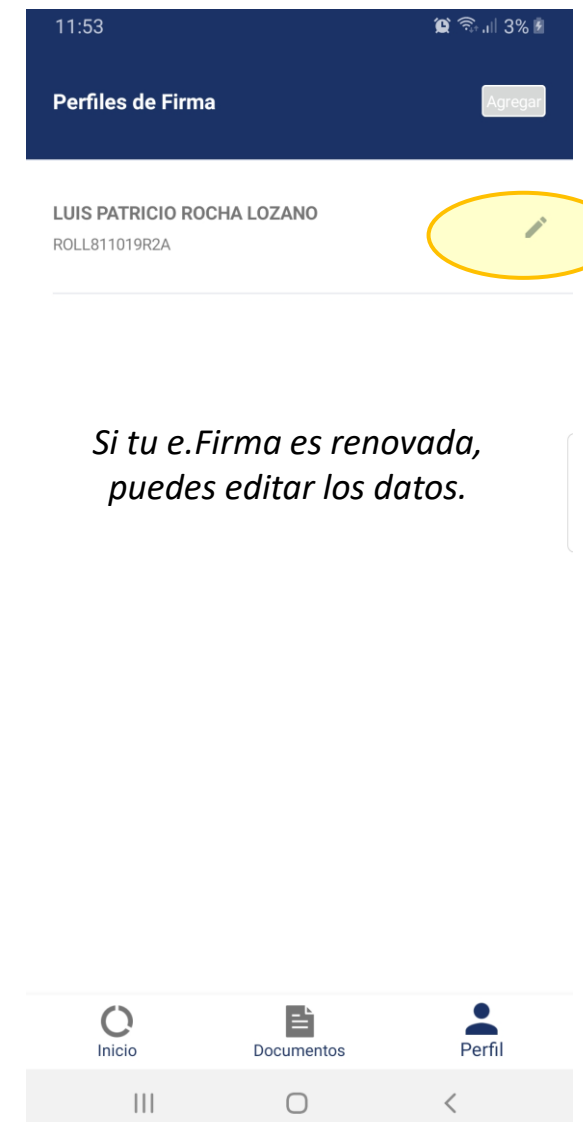 11:53 3%
Perfiles de Firma Agregar
LUIS PATRICIO ROCHA LOZANO
ROLL811019R2A
Si tu e.Firma es renovada,
puedes editar los datos.
Inicio Documentos Perfil